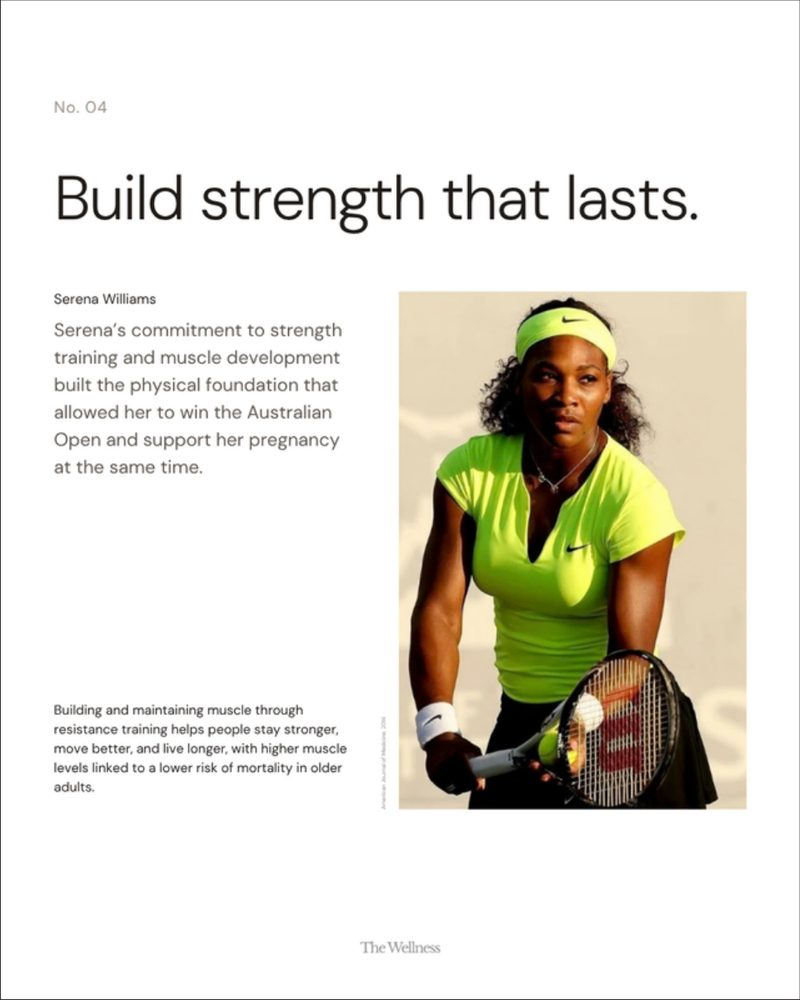 No. 04
Build strength that lasts.
Serena Williams
Serena’s commitment to strength
training and muscle development
built the physical foundation that
allowed her to win the Australian
Open and support her pregnancy
at the same time.
Building and maintaining muscle through
resistance training helps people stay stronger,
move better, and live longer, with higher muscle
levels linked to a lower risk of mortality in older
adults.
American Journal of Medicine, 2014
The Wellness